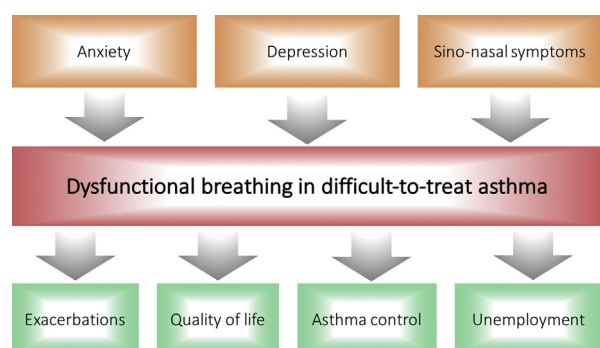 Anxiety
Depression
Sino-nasal symptoms
Dysfunctional breathing in difficult-to-treat asthma
Exacerbations
Quality of life
Asthma control
Unemployment